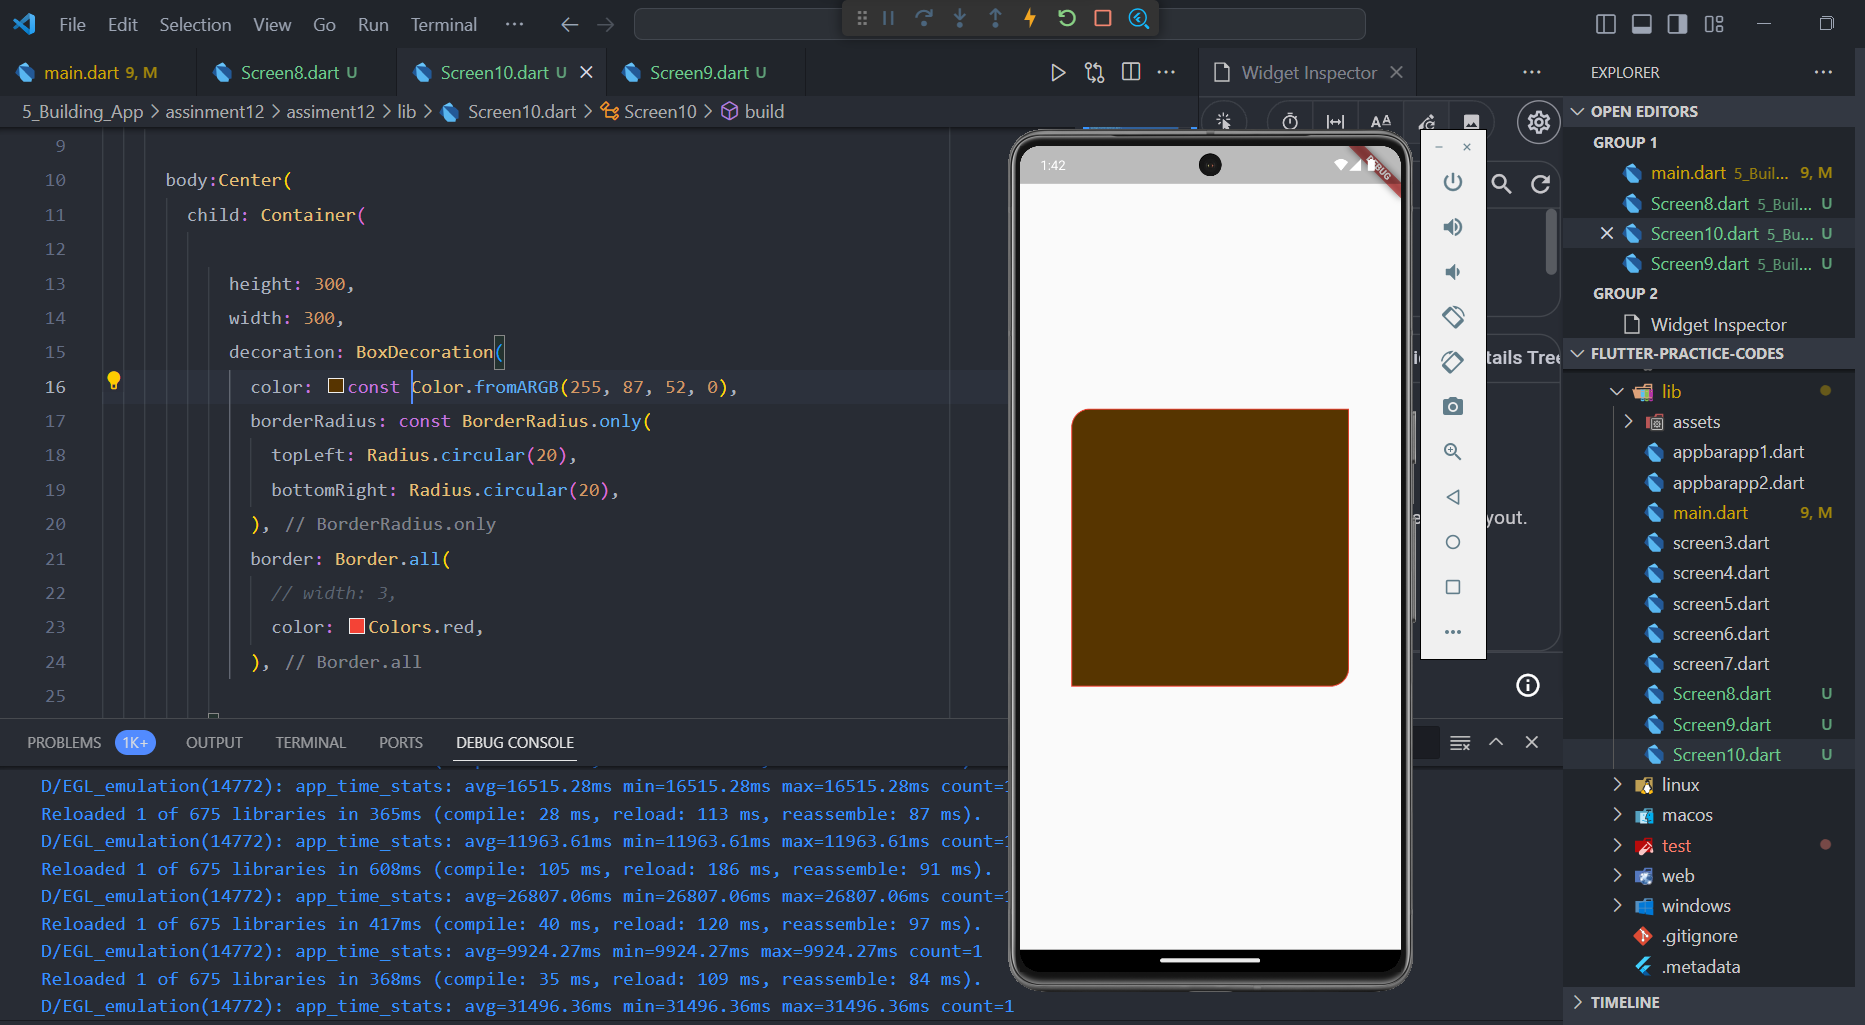 File Edit Selection View Go Run Terminal ···
main.dart 9, M Screen8.dart U Screen10.dart U Screen9.dart U
Widget Inspector
EXPLORER
5_Building_App > assinment12 > assiment12 > lib > Screen10.dart > Screen10 > build
OPEN EDITORS
GROUP 1
main.dart 5_Buil... 9, M
Screen8.dart 5_Buil... U
Screen10.dart 5_Bu... U
Screen9.dart 5_Buil... U
GROUP 2
Widget Inspector
FLUTTER-PRACTICE-CODES
lib
assets
appbarapp1.dart
appbarapp2.dart
main.dart 9, M
screen3.dart
screen4.dart
screen5.dart
screen6.dart
screen7.dart
Screen8.dart U
Screen9.dart U
Screen10.dart U
linux
macos
test
web
windows
.gitignore
.metadata
TIMELINE
9
10 body:Center(
11 child: Container(
12
13 height: 300,
14 width: 300,
15 decoration: BoxDecoration(
16 color: const Color.fromARGB(255, 87, 52, 0),
17 borderRadius: const BorderRadius.only(
18 topLeft: Radius.circular(20),
19 bottomRight: Radius.circular(20),
20 ), // BorderRadius.only
21 border: Border.all(
22 // width: 3,
23 color: Colors.red,
24 ), // Border.all
25
1:42
DEBUG
AA
tails Tree
yout.
PROBLEMS 1K+ OUTPUT TERMINAL PORTS DEBUG CONSOLE
D/EGL_emulation(14772): app_time_stats: avg=16515.28ms min=16515.28ms max=16515.28ms count=1
Reloaded 1 of 675 libraries in 365ms (compile: 28 ms, reload: 113 ms, reassemble: 87 ms).
D/EGL_emulation(14772): app_time_stats: avg=11963.61ms min=11963.61ms max=11963.61ms count=1
Reloaded 1 of 675 libraries in 608ms (compile: 105 ms, reload: 186 ms, reassemble: 91 ms).
D/EGL_emulation(14772): app_time_stats: avg=26807.06ms min=26807.06ms max=26807.06ms count=1
Reloaded 1 of 675 libraries in 417ms (compile: 40 ms, reload: 120 ms, reassemble: 97 ms).
D/EGL_emulation(14772): app_time_stats: avg=9924.27ms min=9924.27ms max=9924.27ms count=1
Reloaded 1 of 675 libraries in 368ms (compile: 35 ms, reload: 109 ms, reassemble: 84 ms).
D/EGL_emulation(14772): app_time_stats: avg=31496.36ms min=31496.36ms max=31496.36ms count=1